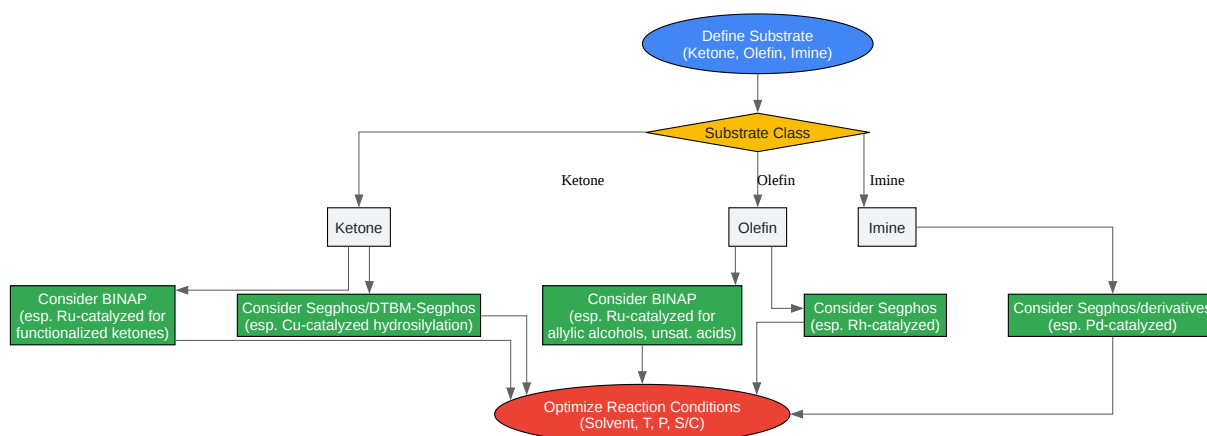 Define Substrate
(Ketone, Olefin, Imine)
Substrate Class
Ketone
Olefin
Imine
Ketone
Olefin
Imine
Consider BINAP
(esp. Ru-catalyzed for
functionalized ketones)
Consider Segphos/DTBM-Segphos
(esp. Cu-catalyzed hydrosilylation)
Consider BINAP
(esp. Ru-catalyzed for
allylic alcohols, unsat. acids)
Consider Segphos
(esp. Rh-catalyzed)
Consider Segphos/derivatives
(esp. Pd-catalyzed)
Optimize Reaction Conditions
(Solvent, T, P, S/C)